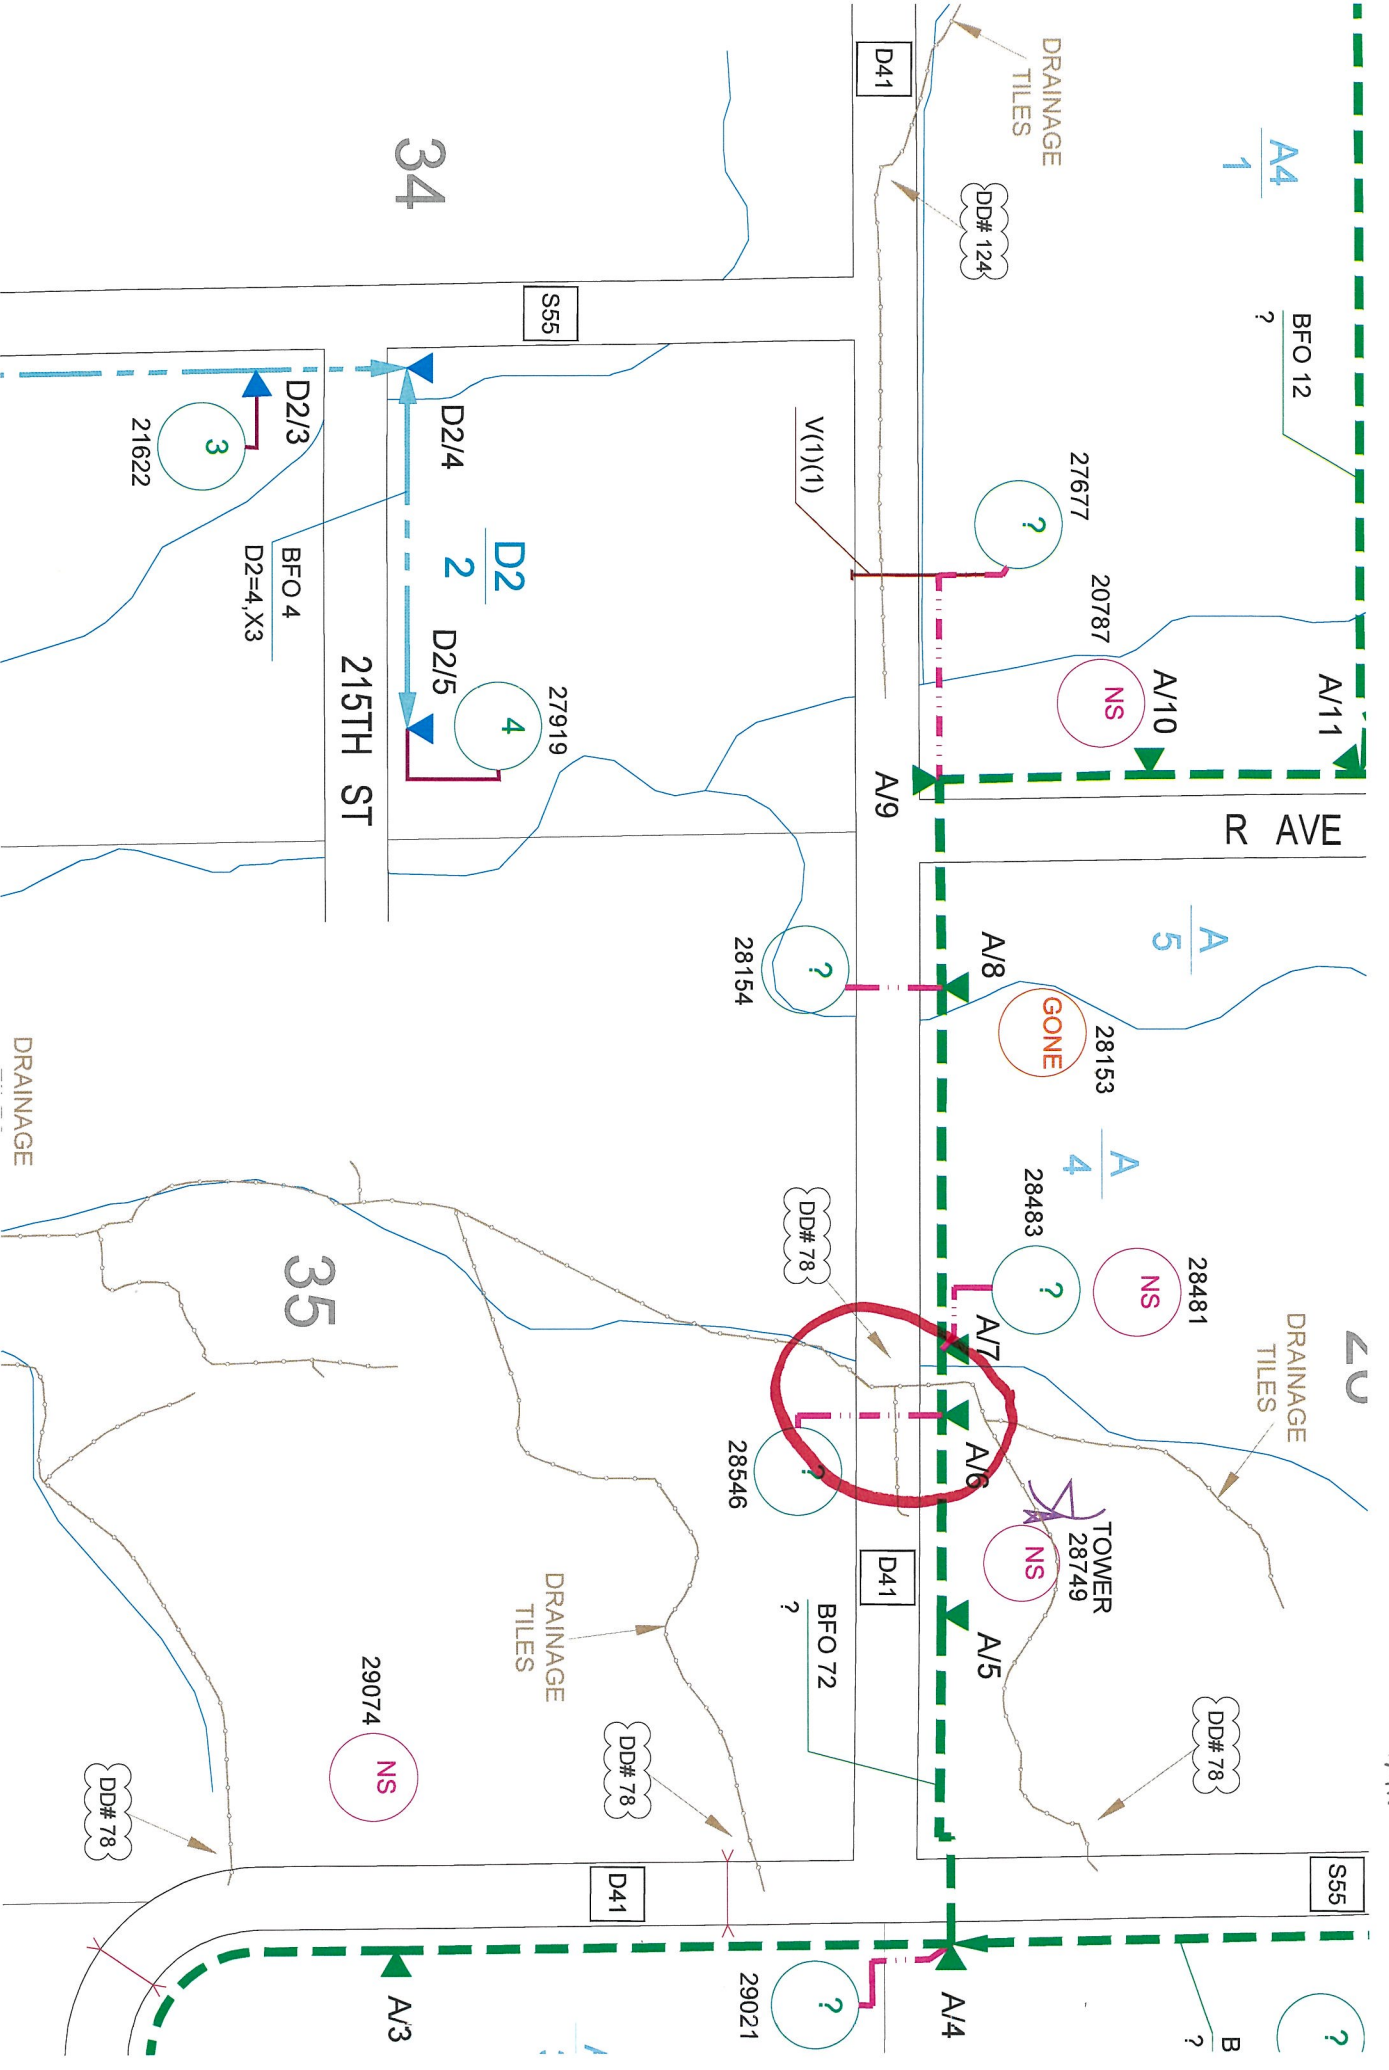 DRAINAGE
TILES
D41
A4
1
34
DD# 124
BFO 12
?
S55
D2/3
3
21622
D2/4
V(1)(1)
27677
?
20787
NS
A/10
A/11
D2
2
BFO 4
D2=4,X3
D2/5
27919
4
215TH ST
A/9
R AVE
A
5
A/8
28154
?
GONE
28153
A
4
28483
?
28481
NS
DD# 78
A/7
DRAINAGE
35
DRAINAGE
TILES
A/6
28546
?
TOWER
28749
NS
D41
A/5
BFO 72
?
DRAINAGE
TILES
29074
NS
DD# 78
DD# 78
DD# 78
D41
S55
A/3
29021
?
A/4
B
?
?